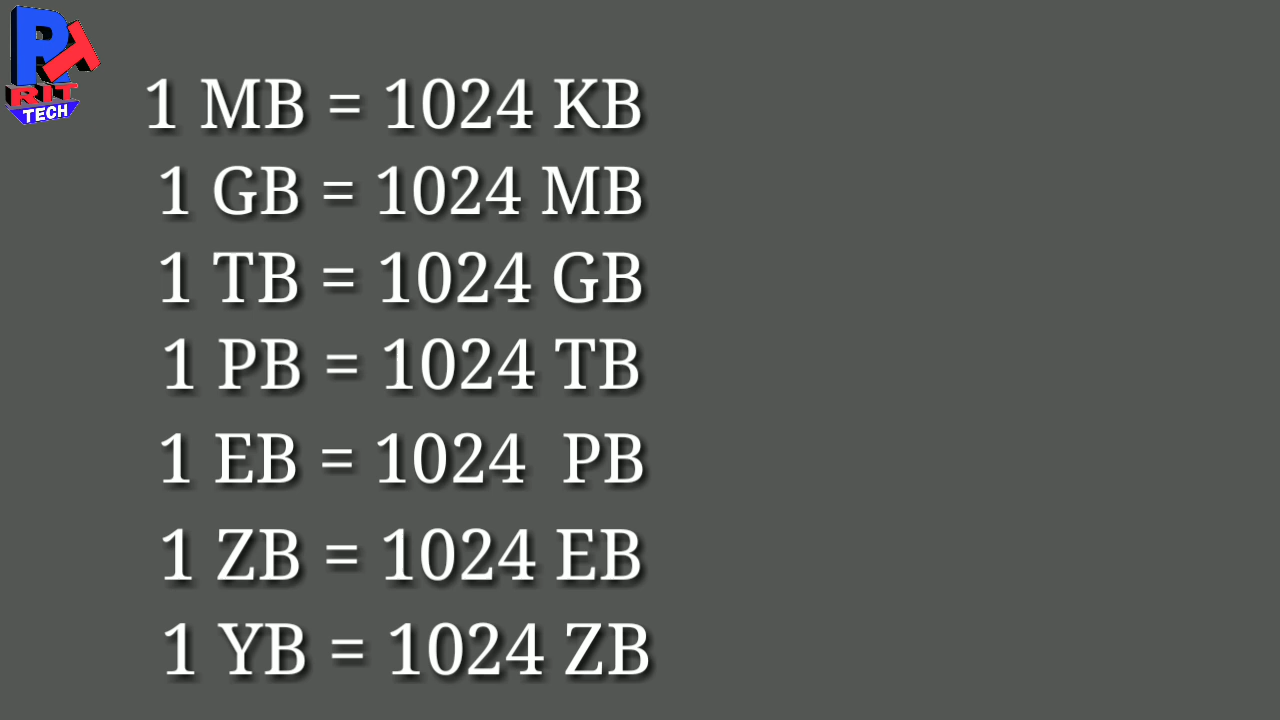 RIT
TECH
1 MB = 1024 KB
1 GB = 1024 MB
1 TB = 1024 GB
1 PB = 1024 TB
1 EB = 1024 PB
1 ZB = 1024 EB
1 YB = 1024 ZB